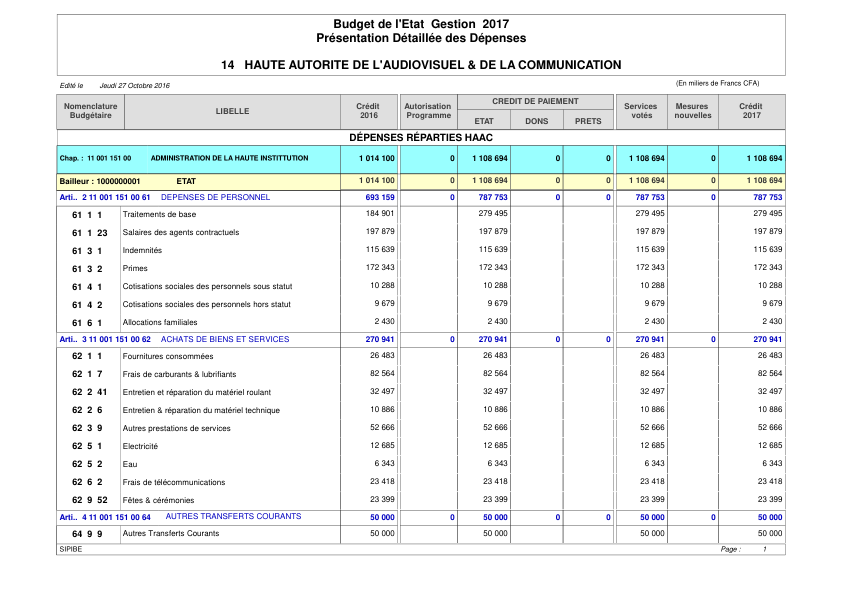 Budget de l'Etat Gestion 2017
Présentation Détaillée des Dépenses
14 HAUTE AUTORITE DE L'AUDIOVISUEL & DE LA COMMUNICATION
Edité le Jeudi 27 Octobre 2016 (En miliers de Francs CFA)
Nomenclature Budgétaire LIBELLE Crédit 2016 Autorisation Programme CREDIT DE PAIEMENT ETAT DONS PRETS Services votés Mesures nouvelles Crédit 2017
DÉPENSES RÉPARTIES HAAC
Chap. : 11 001 151 00 ADMINISTRATION DE LA HAUTE INSTITTUTION 1 014 100 0 1 108 694 0 0 1 108 694 0 1 108 694
Bailleur : 1000000001 ETAT 1 014 100 0 1 108 694 0 0 1 108 694 0 1 108 694
Arti.. 2 11 001 151 00 61 DEPENSES DE PERSONNEL 693 159 0 787 753 0 0 787 753 0 787 753
61 1 1 Traitements de base 184 901 279 495 279 495 279 495
61 1 23 Salaires des agents contractuels 197 879 197 879 197 879 197 879
61 3 1 Indemnités 115 639 115 639 115 639 115 639
61 3 2 Primes 172 343 172 343 172 343 172 343
61 4 1 Cotisations sociales des personnels sous statut 10 288 10 288 10 288 10 288
61 4 2 Cotisations sociales des personnels hors statut 9 679 9 679 9 679 9 679
61 6 1 Allocations familiales 2 430 2 430 2 430 2 430
Arti.. 3 11 001 151 00 62 ACHATS DE BIENS ET SERVICES 270 941 0 270 941 0 0 270 941 0 270 941
62 1 1 Fournitures consommées 26 483 26 483 26 483 26 483
62 1 7 Frais de carburants & lubrifiants 82 564 82 564 82 564 82 564
62 2 41 Entretien et réparation du matériel roulant 32 497 32 497 32 497 32 497
62 2 6 Entretien & réparation du matériel technique 10 886 10 886 10 886 10 886
62 3 9 Autres prestations de services 52 666 52 666 52 666 52 666
62 5 1 Electricité 12 685 12 685 12 685 12 685
62 5 2 Eau 6 343 6 343 6 343 6 343
62 6 2 Frais de télécommunications 23 418 23 418 23 418 23 418
62 9 52 Fêtes & cérémonies 23 399 23 399 23 399 23 399
Arti.. 4 11 001 151 00 64 AUTRES TRANSFERTS COURANTS 50 000 0 50 000 0 0 50 000 0 50 000
64 9 9 Autres Transferts Courants 50 000 50 000 50 000 50 000
SIPIBE Page : 1